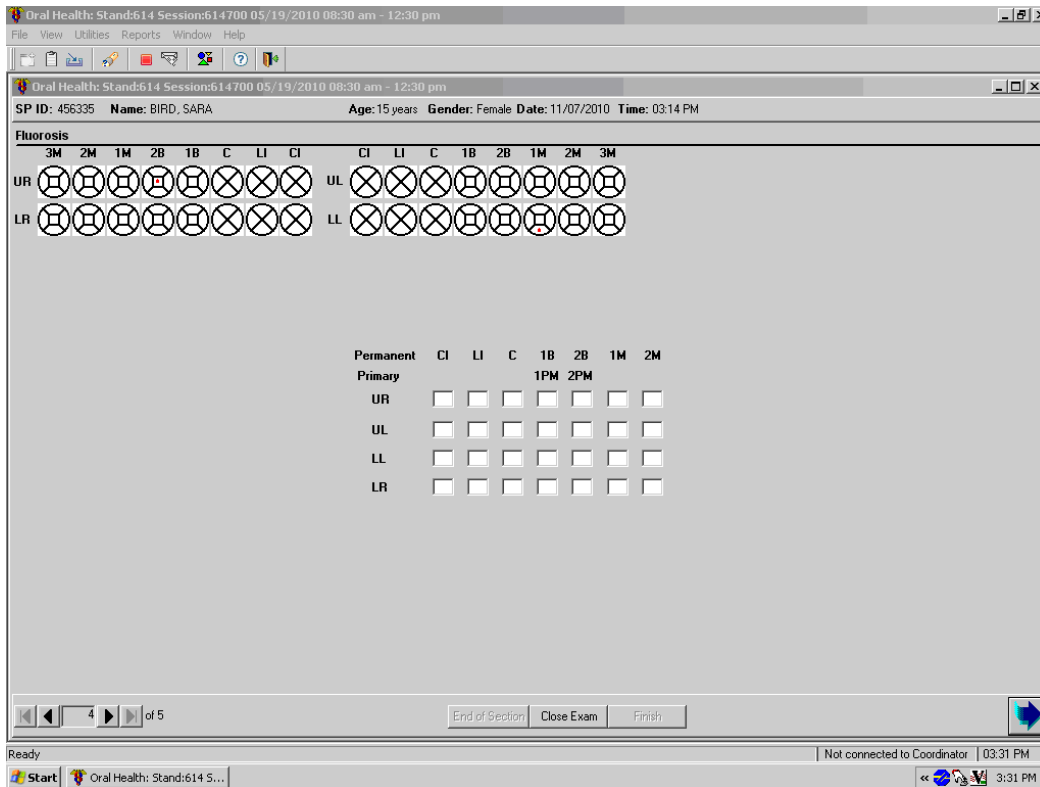 Oral Health: Stand:614 Session:614700 05/19/2010 08:30 am - 12:30 pm
File View Utilities Reports Window Help
Oral Health: Stand:614 Session:614700 05/19/2010 08:30 am - 12:30 pm
SP ID: 456335 Name: BIRD, SARA Age: 15 years Gender: Female Date: 11/07/2010 Time: 03:14 PM
Fluorosis
3M 2M 1M 2B 1B C LI CI CI LI C 1B 2B 1M 2M 3M
UR UL
LR LL
Permanent CI LI C 1B 2B 1M 2M
Primary 1PM 2PM
UR
UL
LL
LR
4 of 5 End of Section Close Exam Finish
Ready Not connected to Coordinator 03:31 PM
Start Oral Health: Stand:614 S... « 3:31 PM